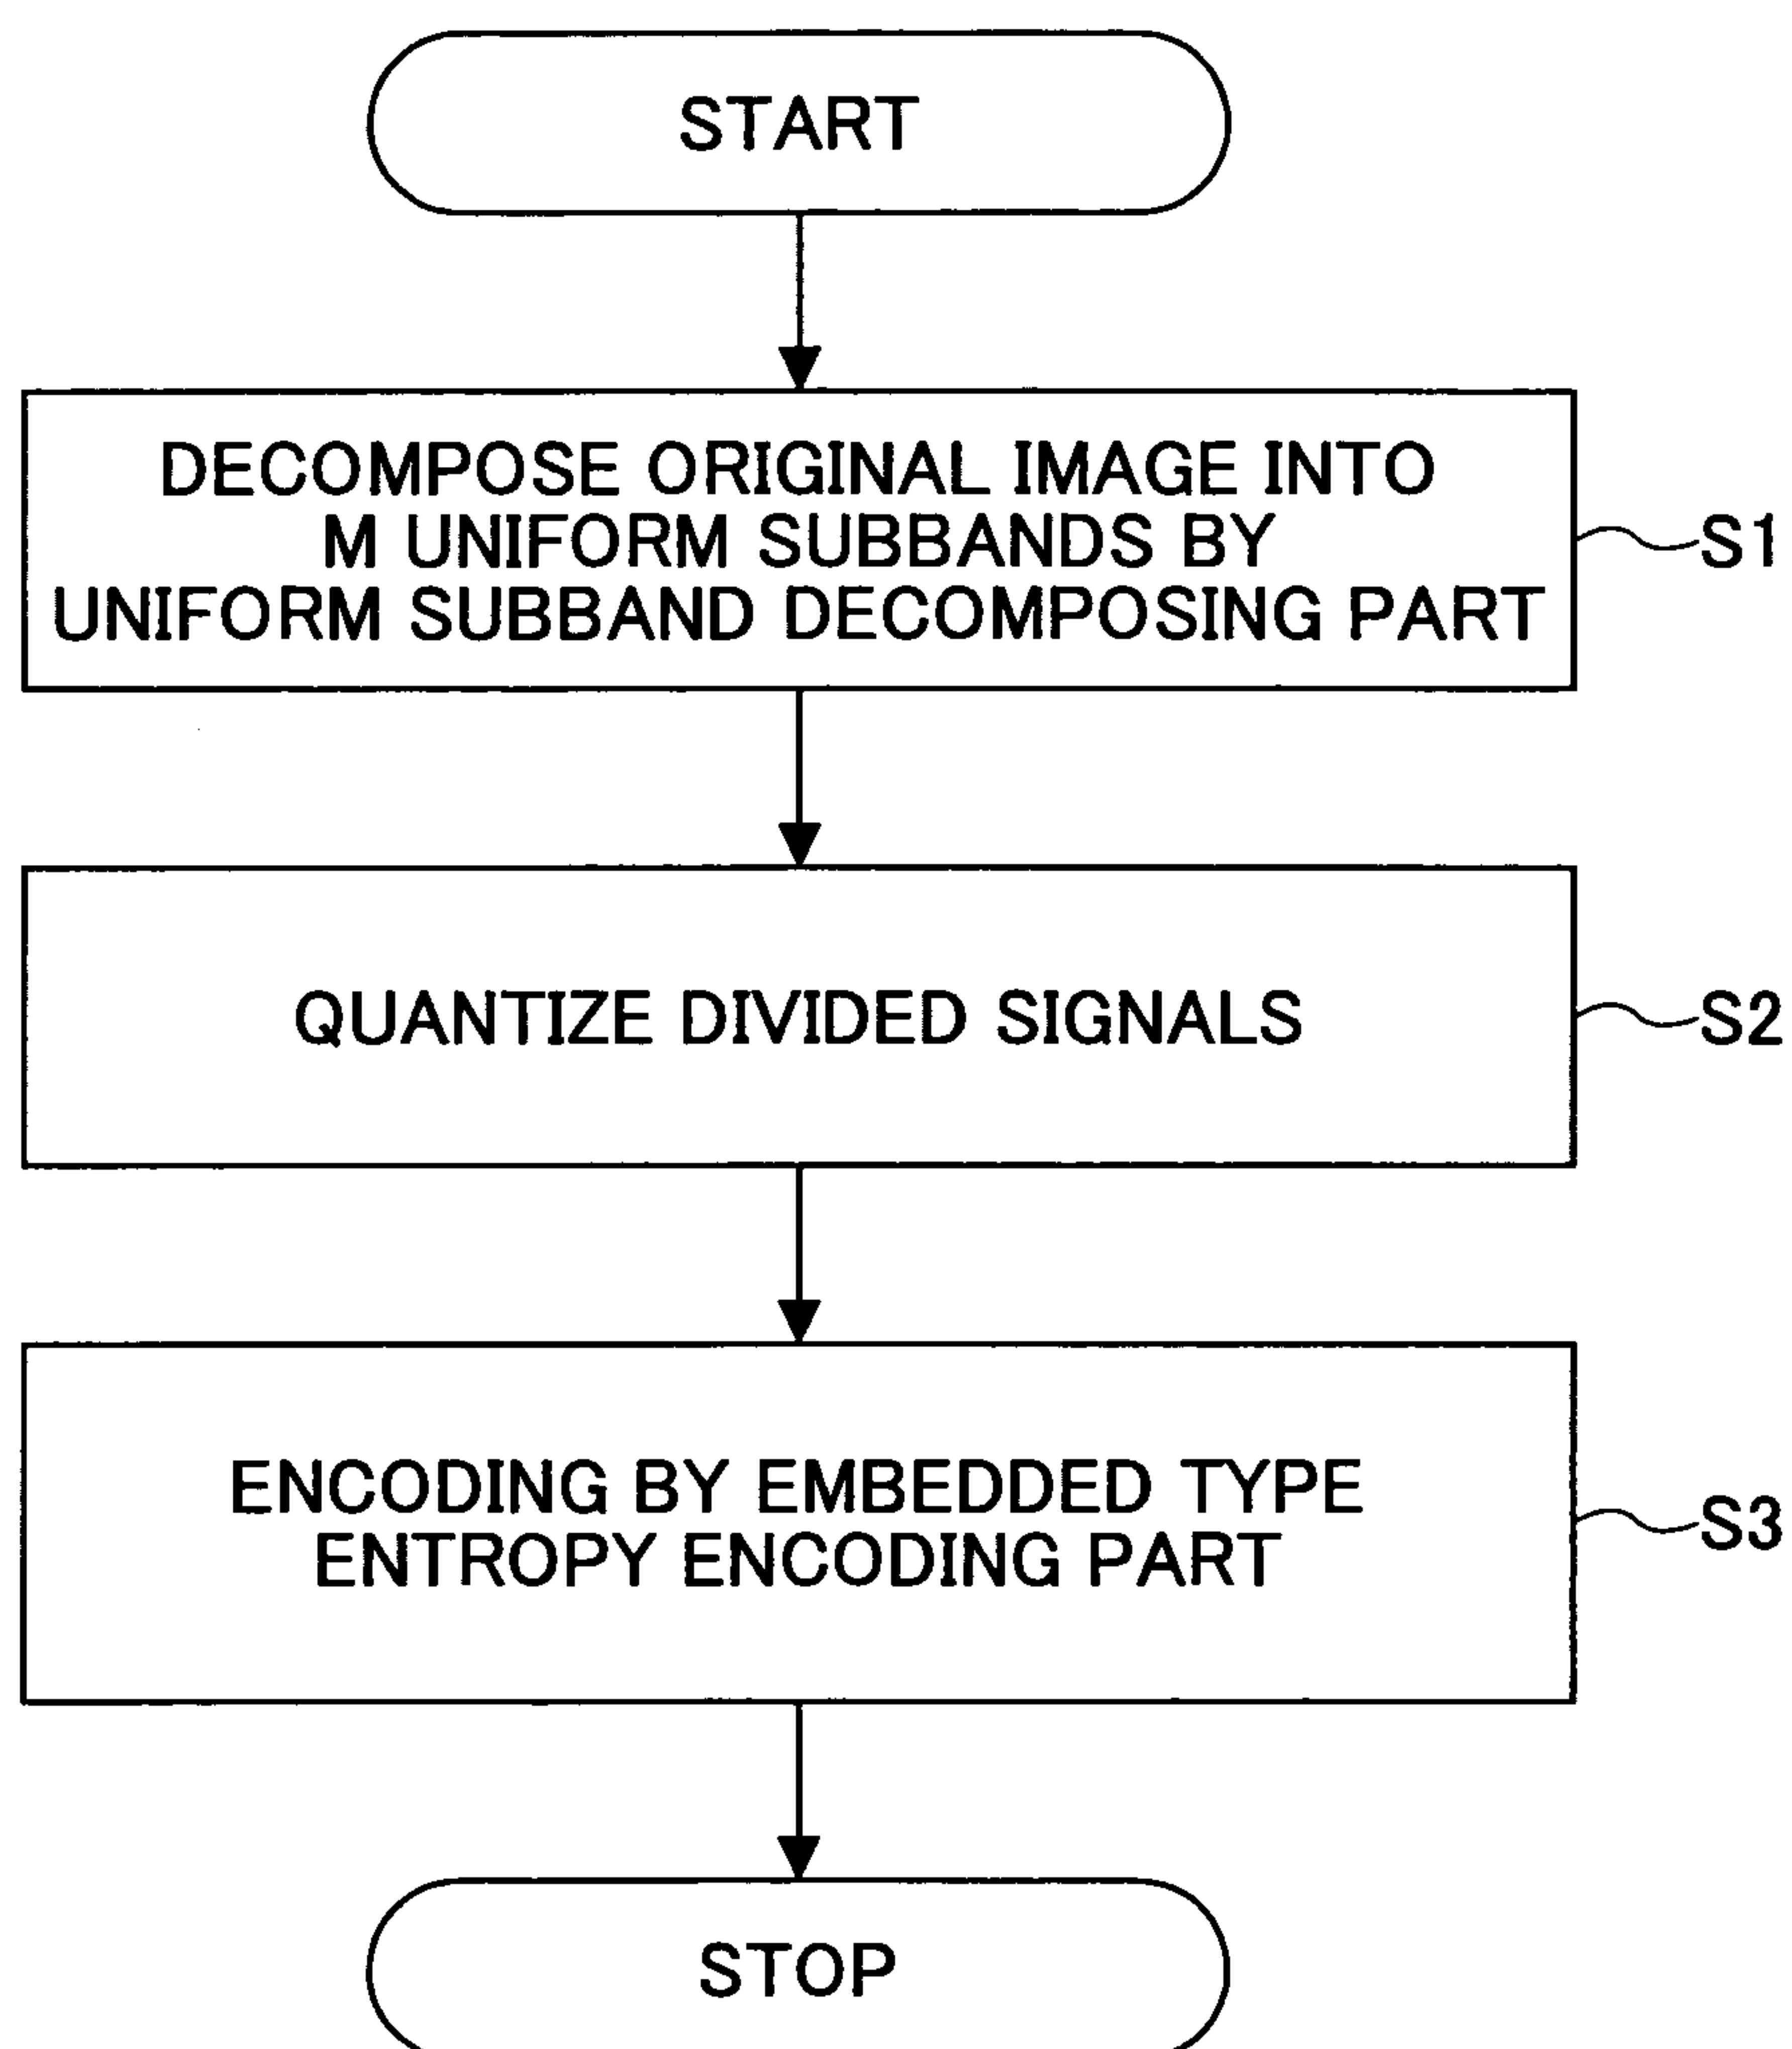 START
DECOMPOSE ORIGINAL IMAGE INTO
M UNIFORM SUBBANDS BY
UNIFORM SUBBAND DECOMPOSING PART
S1
QUANTIZE DIVIDED SIGNALS
S2
ENCODING BY EMBEDDED TYPE
ENTROPY ENCODING PART
S3
STOP